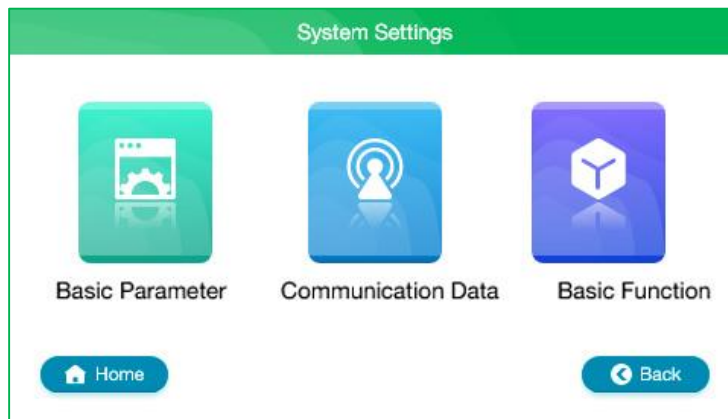 System Settings
Basic Parameter
Communication Data
Basic Function
Home
Back